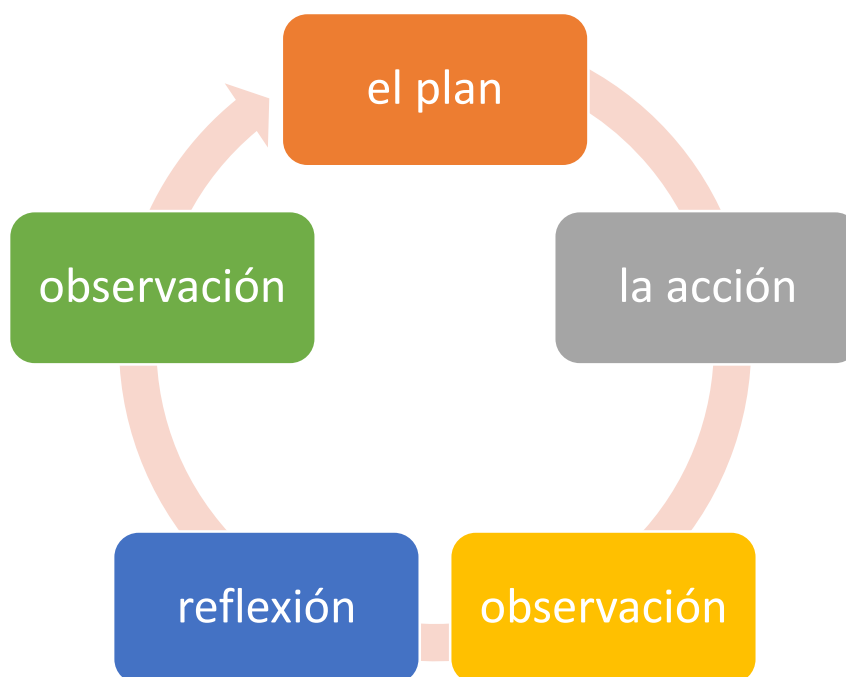 el plan
la acción
observación
reflexión
observación